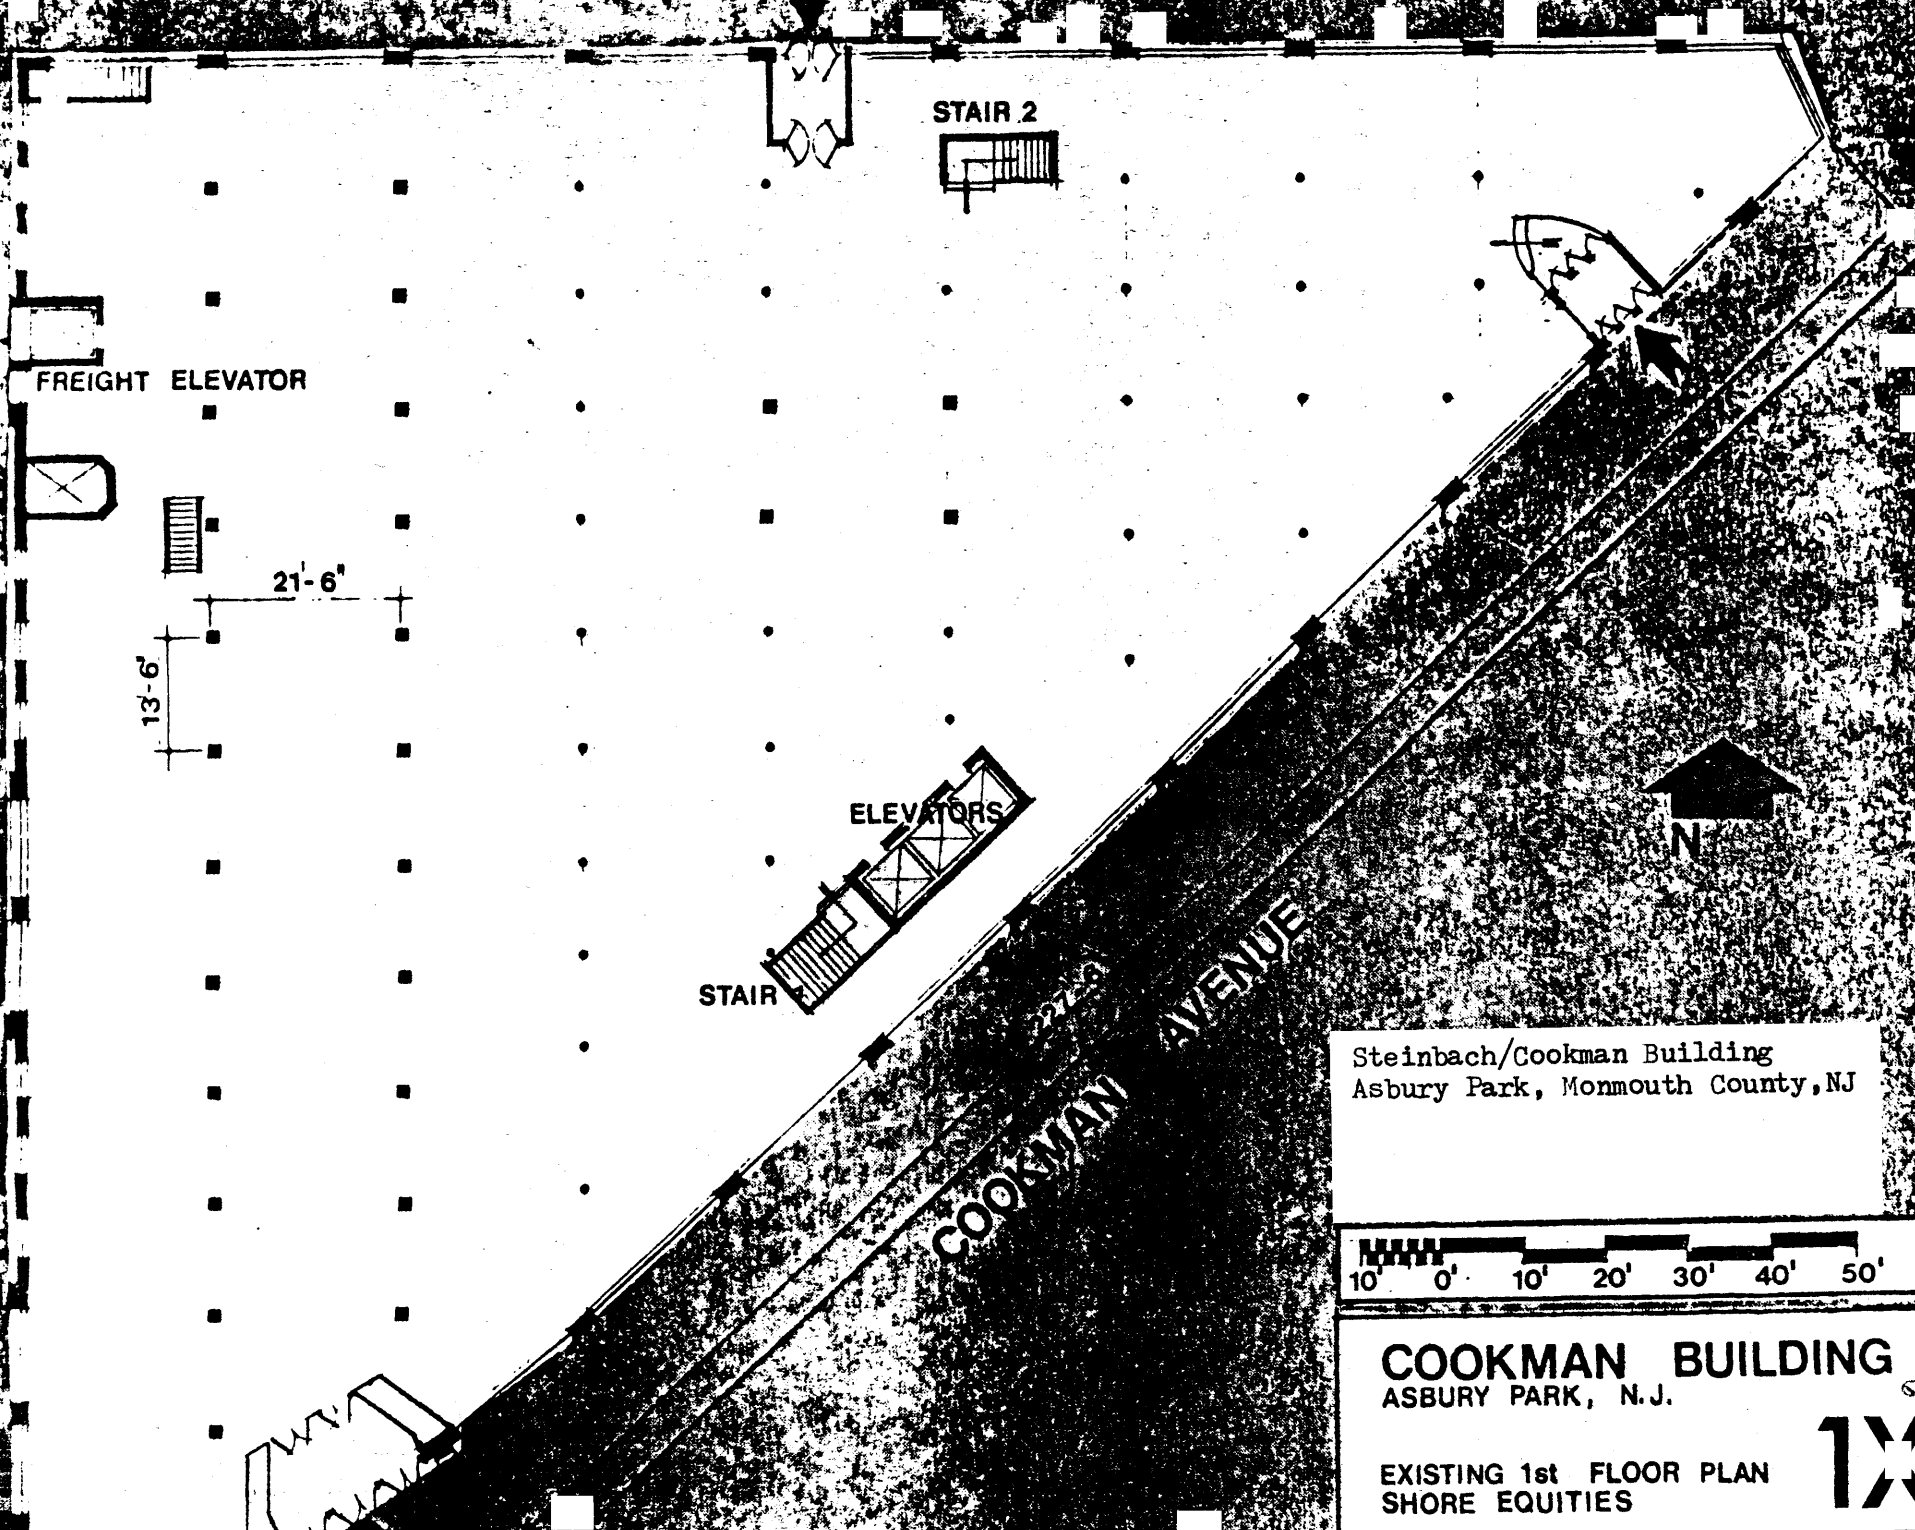 STAIR 2
FREIGHT ELEVATOR
21'-6"
13'-6"
ELEVATORS
STAIR
N
COOKMAN AVENUE
Steinbach/Cookman Building
Asbury Park, Monmouth County,NJ
10' 0' 10' 20' 30' 40' 50'
COOKMAN BUILDING
ASBURY PARK, N.J.
1X
EXISTING 1st FLOOR PLAN
SHORE EQUITIES